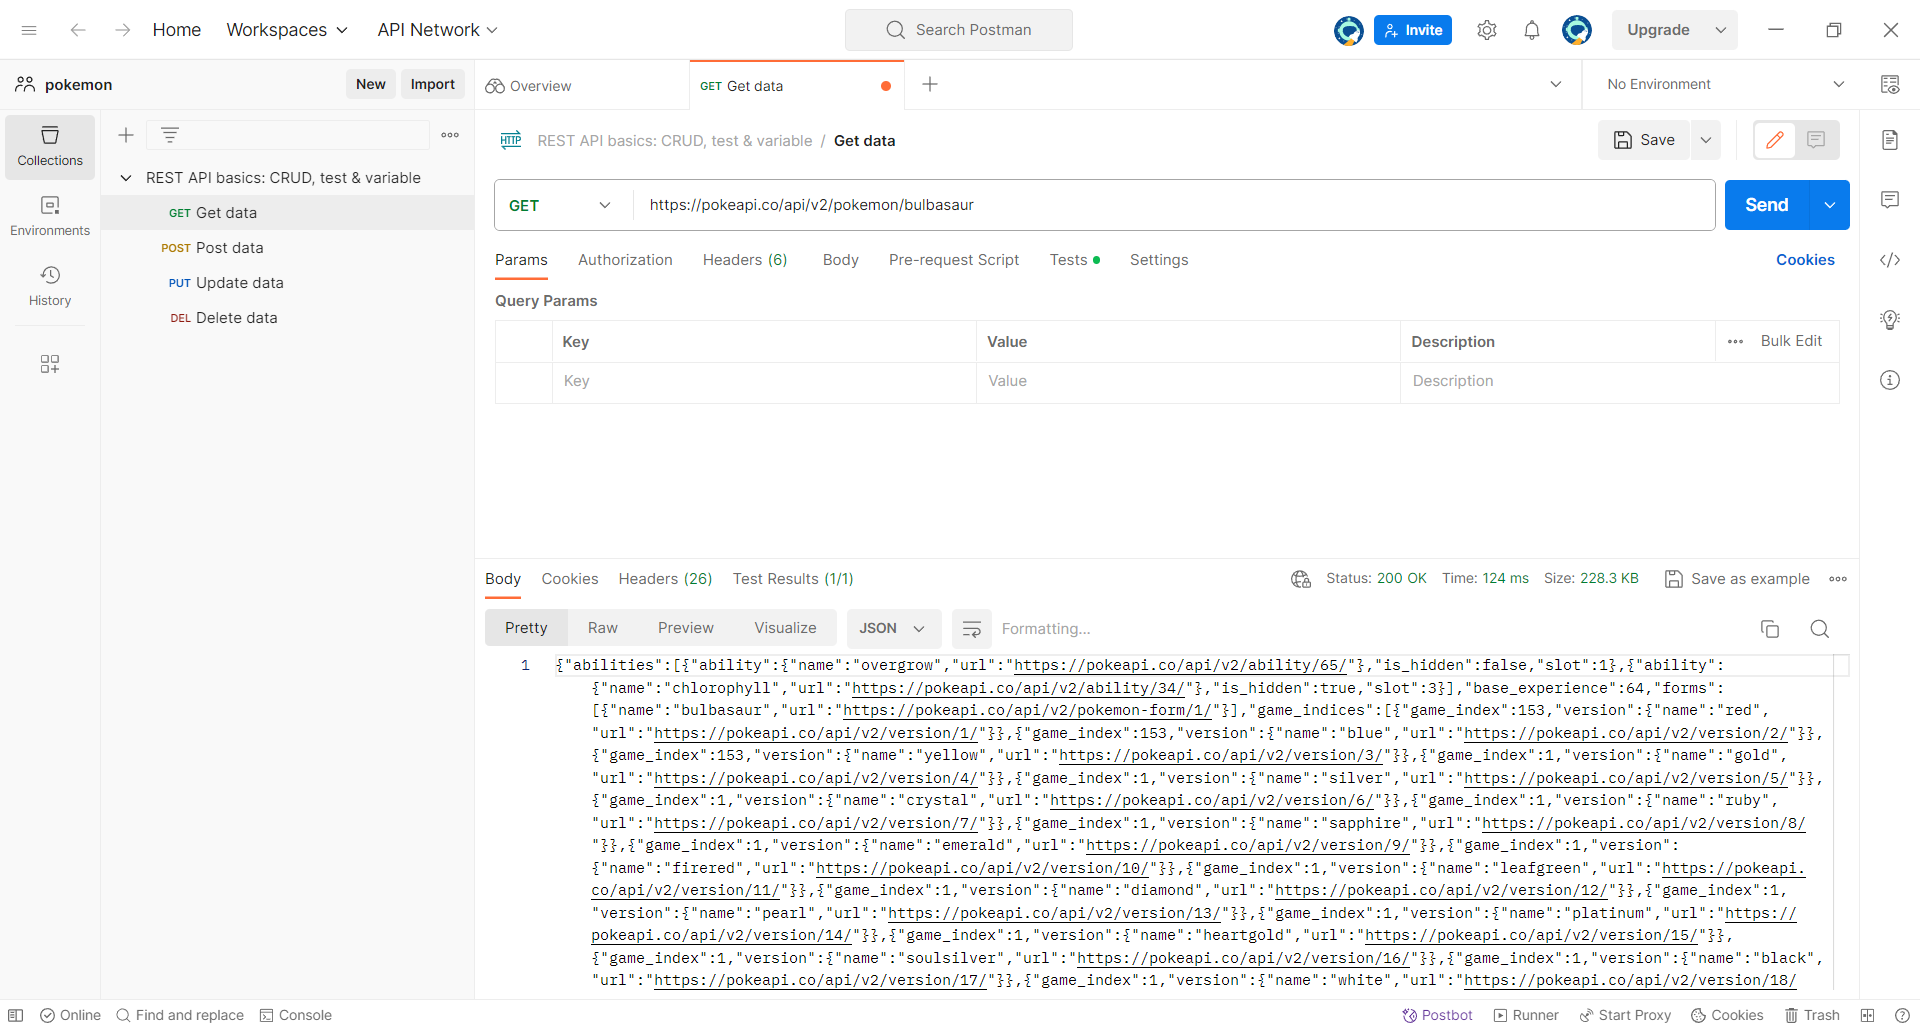 Home Workspaces API Network Search Postman Invite Upgrade
pokemon New Import Overview GET Get data No Environment
Collections
REST API basics: CRUD, test & variable
GET Get data
POST Post data
PUT Update data
DEL Delete data
Environments
History
HTTP REST API basics: CRUD, test & variable / Get data Save
GET https://pokeapi.co/api/v2/pokemon/bulbasaur Send
Params Authorization Headers (6) Body Pre-request Script Tests Settings Cookies
Query Params
Key Value Description Bulk Edit
Key Value Description
Body Cookies Headers (26) Test Results (1/1) Status: 200 OK Time: 124 ms Size: 228.3 KB Save as example
Pretty Raw Preview Visualize JSON Formatting...
1 {"abilities":[{"ability":{"name":"overgrow","url":"https://pokeapi.co/api/v2/ability/65/"},"is_hidden":false,"slot":1},{"ability":
{"name":"chlorophyll","url":"https://pokeapi.co/api/v2/ability/34/"},"is_hidden":true,"slot":3}],"base_experience":64,"forms":
[{"name":"bulbasaur","url":"https://pokeapi.co/api/v2/pokemon-form/1/"}],"game_indices":[{"game_index":153,"version":{"name":"red",
"url":"https://pokeapi.co/api/v2/version/1/"}},{"game_index":153,"version":{"name":"blue","url":"https://pokeapi.co/api/v2/version/2/"}},
{"game_index":153,"version":{"name":"yellow","url":"https://pokeapi.co/api/v2/version/3/"}},{"game_index":1,"version":{"name":"gold",
"url":"https://pokeapi.co/api/v2/version/4/"}},{"game_index":1,"version":{"name":"silver","url":"https://pokeapi.co/api/v2/version/5/"}},
{"game_index":1,"version":{"name":"crystal","url":"https://pokeapi.co/api/v2/version/6/"}},{"game_index":1,"version":{"name":"ruby",
"url":"https://pokeapi.co/api/v2/version/7/"}},{"game_index":1,"version":{"name":"sapphire","url":"https://pokeapi.co/api/v2/version/8/
"}},{"game_index":1,"version":{"name":"emerald","url":"https://pokeapi.co/api/v2/version/9/"}},{"game_index":1,"version":
{"name":"firered","url":"https://pokeapi.co/api/v2/version/10/"}},{"game_index":1,"version":{"name":"leafgreen","url":"https://pokeapi.
co/api/v2/version/11/"}},{"game_index":1,"version":{"name":"diamond","url":"https://pokeapi.co/api/v2/version/12/"}},{"game_index":1,
"version":{"name":"pearl","url":"https://pokeapi.co/api/v2/version/13/"}},{"game_index":1,"version":{"name":"platinum","url":"https://
pokeapi.co/api/v2/version/14/"}},{"game_index":1,"version":{"name":"heartgold","url":"https://pokeapi.co/api/v2/version/15/"}},
{"game_index":1,"version":{"name":"soulsilver","url":"https://pokeapi.co/api/v2/version/16/"}},{"game_index":1,"version":{"name":"black",
"url":"https://pokeapi.co/api/v2/version/17/"}},{"game_index":1,"version":{"name":"white","url":"https://pokeapi.co/api/v2/version/18/
Online Find and replace Console Postbot Runner Start Proxy Cookies Trash